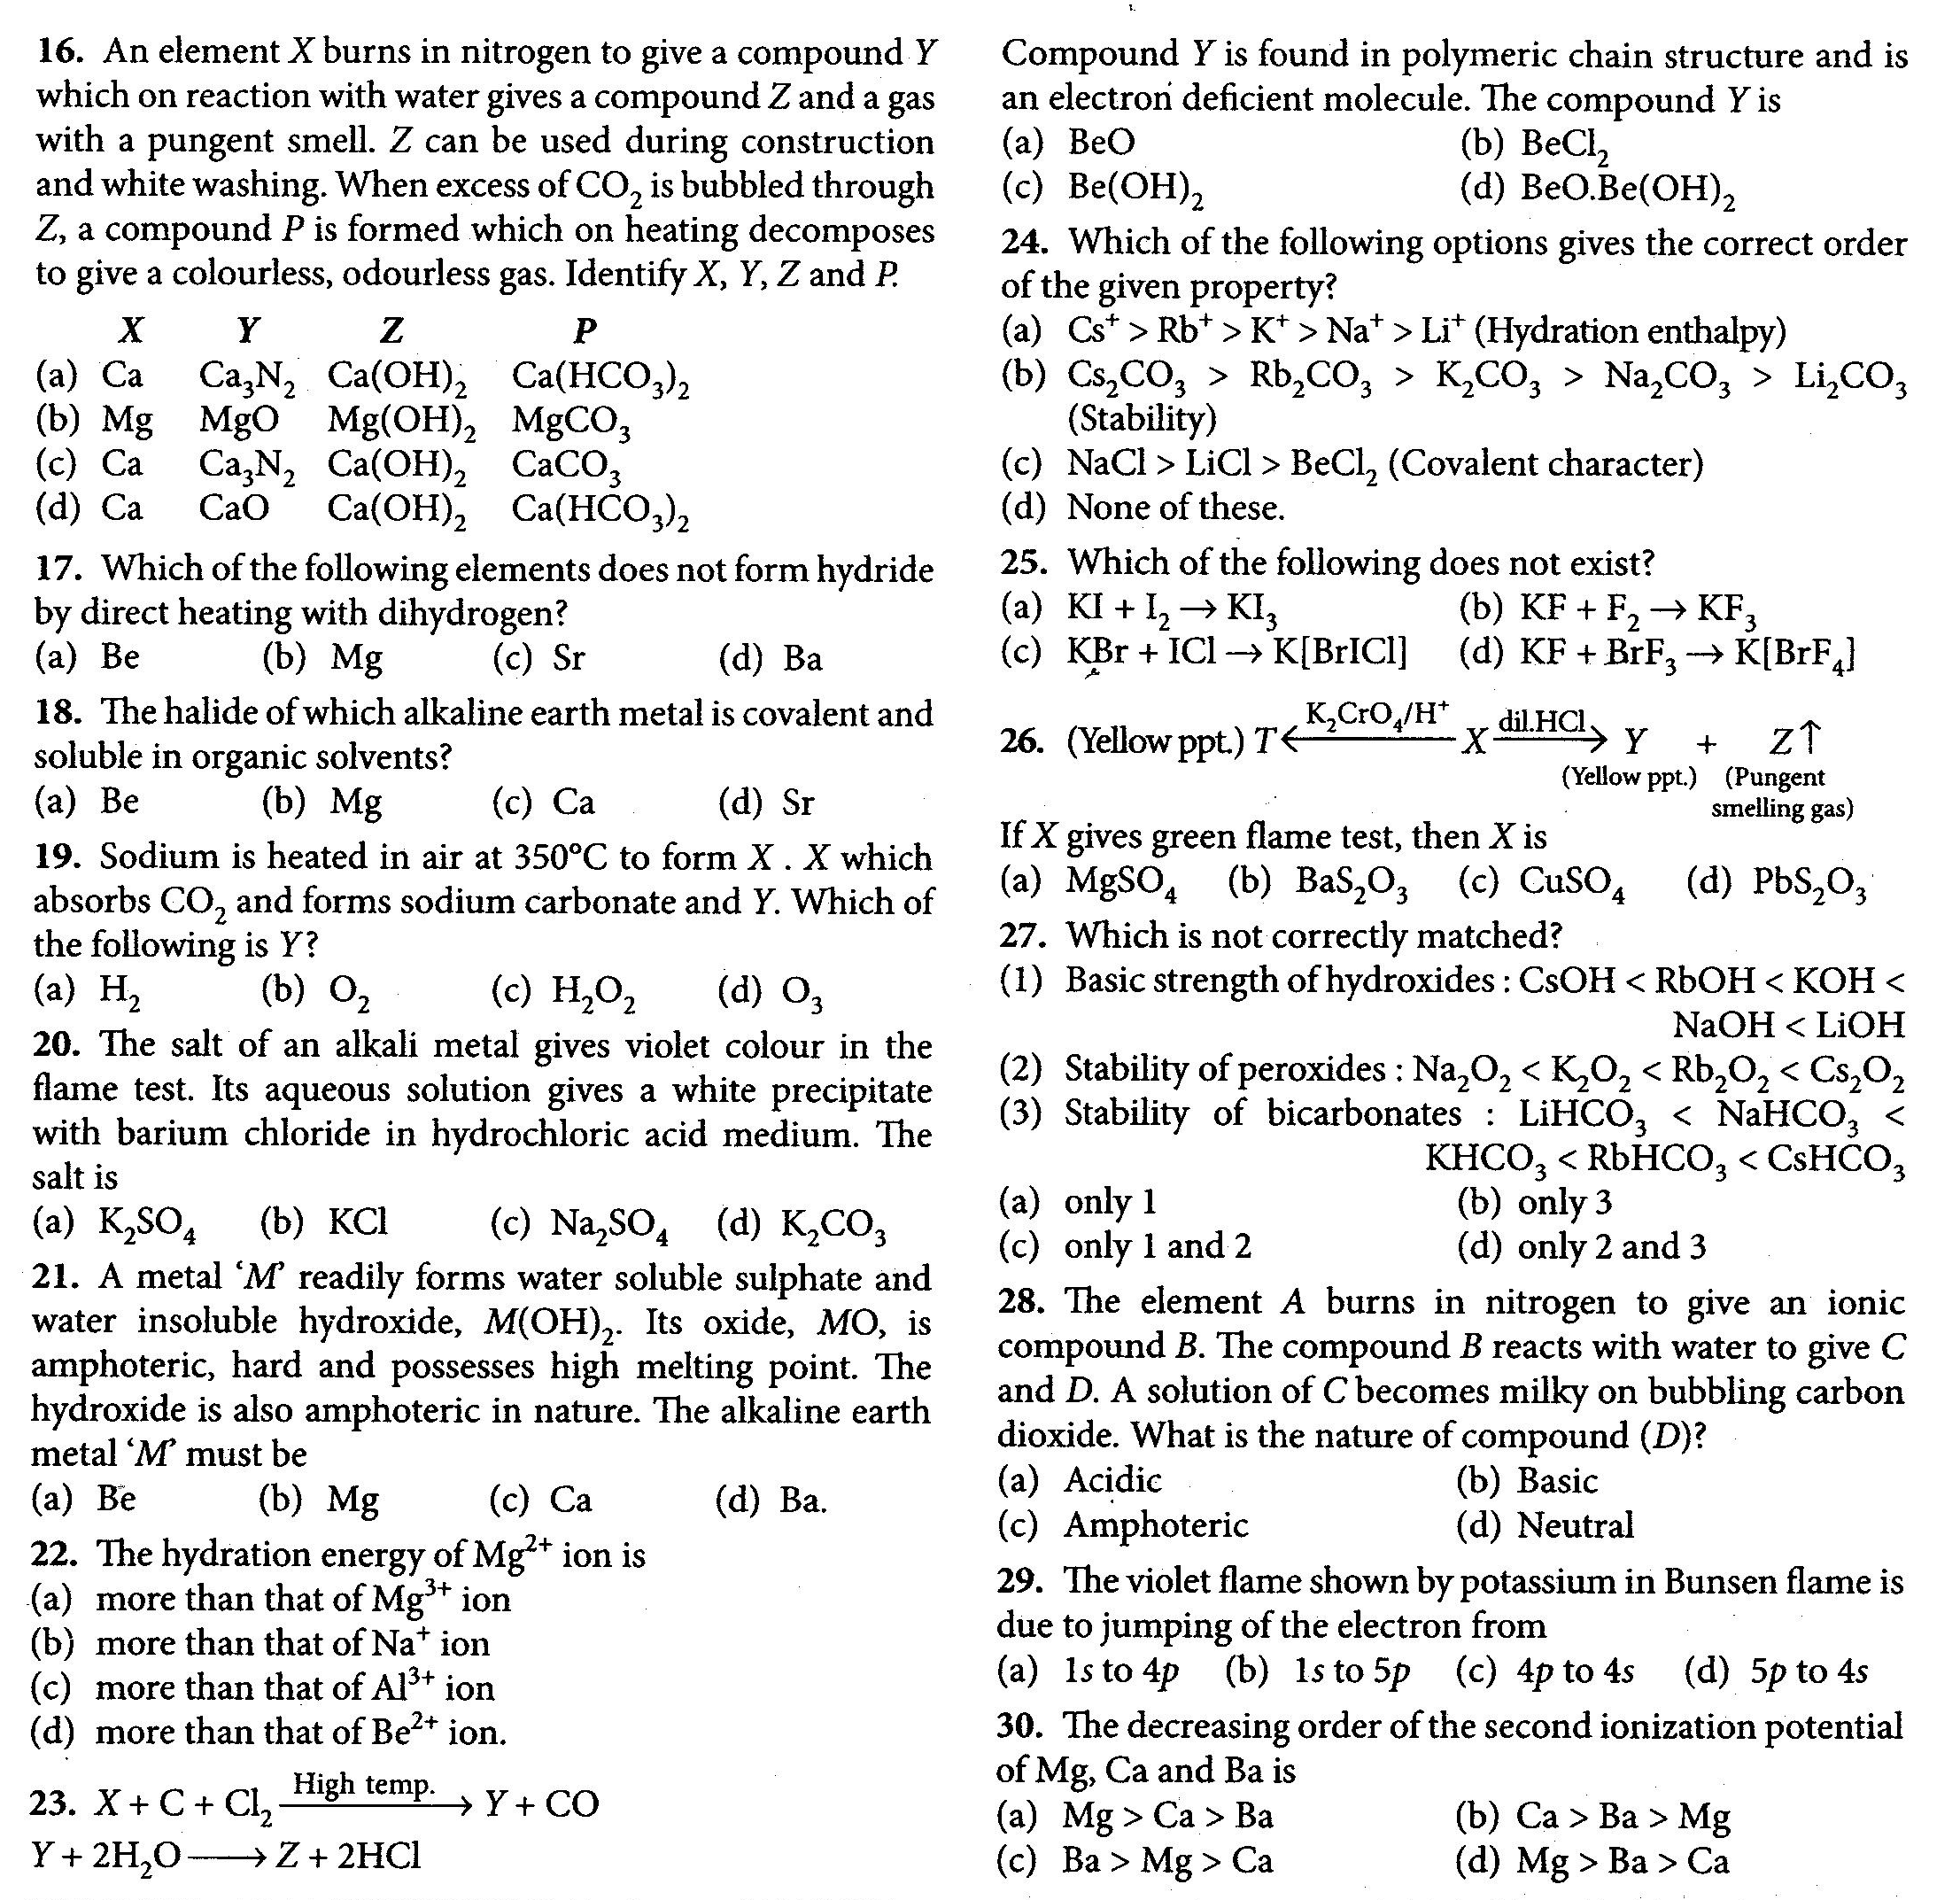 16. An element X burns in nitrogen to give a compound Y
which on reaction with water gives a compound Z and a gas
with a pungent smell. Z can be used during construction
and white washing. When excess of CO₂ is bubbled through
Z, a compound P is formed which on heating decomposes
to give a colourless, odourless gas. Identify X, Y, Z and P.
X Y Z P
(a) Ca Ca₃N₂ Ca(OH)₂ Ca(HCO₃)₂
(b) Mg MgO Mg(OH)₂ MgCO₃
(c) Ca Ca₃N₂ Ca(OH)₂ CaCO₃
(d) Ca CaO Ca(OH)₂ Ca(HCO₃)₂
17. Which of the following elements does not form hydride
by direct heating with dihydrogen?
(a) Be (b) Mg (c) Sr (d) Ba
18. The halide of which alkaline earth metal is covalent and
soluble in organic solvents?
(a) Be (b) Mg (c) Ca (d) Sr
19. Sodium is heated in air at 350°C to form X . X which
absorbs CO₂ and forms sodium carbonate and Y. Which of
the following is Y?
(a) H₂ (b) O₂ (c) H₂O₂ (d) O₃
20. The salt of an alkali metal gives violet colour in the
flame test. Its aqueous solution gives a white precipitate
with barium chloride in hydrochloric acid medium. The
salt is
(a) K₂SO₄ (b) KCl (c) Na₂SO₄ (d) K₂CO₃
21. A metal ‘M’ readily forms water soluble sulphate and
water insoluble hydroxide, M(OH)₂. Its oxide, MO, is
amphoteric, hard and possesses high melting point. The
hydroxide is also amphoteric in nature. The alkaline earth
metal ‘M’ must be
(a) Be (b) Mg (c) Ca (d) Ba.
22. The hydration energy of Mg²⁺ ion is
(a) more than that of Mg³⁺ ion
(b) more than that of Na⁺ ion
(c) more than that of Al³⁺ ion
(d) more than that of Be²⁺ ion.
23. X + C + Cl₂ —High temp.→ Y + CO
Y + 2H₂O ⟶ Z + 2HCl
Compound Y is found in polymeric chain structure and is
an electron deficient molecule. The compound Y is
(a) BeO (b) BeCl₂
(c) Be(OH)₂ (d) BeO.Be(OH)₂
24. Which of the following options gives the correct order
of the given property?
(a) Cs⁺ > Rb⁺ > K⁺ > Na⁺ > Li⁺ (Hydration enthalpy)
(b) Cs₂CO₃ > Rb₂CO₃ > K₂CO₃ > Na₂CO₃ > Li₂CO₃
(Stability)
(c) NaCl > LiCl > BeCl₂ (Covalent character)
(d) None of these.
25. Which of the following does not exist?
(a) KI + I₂ → KI₃ (b) KF + F₂ → KF₃
(c) KBr + ICl → K[BrICl] (d) KF + BrF₃ → K[BrF₄]
26. (Yellow ppt.) T ←K₂CrO₄/H⁺— X —dil.HCl→ Y + Z↑
(Yellow ppt.) (Pungent
smelling gas)
If X gives green flame test, then X is
(a) MgSO₄ (b) BaS₂O₃ (c) CuSO₄ (d) PbS₂O₃
27. Which is not correctly matched?
(1) Basic strength of hydroxides : CsOH < RbOH < KOH <
NaOH < LiOH
(2) Stability of peroxides : Na₂O₂ < K₂O₂ < Rb₂O₂ < Cs₂O₂
(3) Stability of bicarbonates : LiHCO₃ < NaHCO₃ <
KHCO₃ < RbHCO₃ < CsHCO₃
(a) only 1 (b) only 3
(c) only 1 and 2 (d) only 2 and 3
28. The element A burns in nitrogen to give an ionic
compound B. The compound B reacts with water to give C
and D. A solution of C becomes milky on bubbling carbon
dioxide. What is the nature of compound (D)?
(a) Acidic (b) Basic
(c) Amphoteric (d) Neutral
29. The violet flame shown by potassium in Bunsen flame is
due to jumping of the electron from
(a) 1s to 4p (b) 1s to 5p (c) 4p to 4s (d) 5p to 4s
30. The decreasing order of the second ionization potential
of Mg, Ca and Ba is
(a) Mg > Ca > Ba (b) Ca > Ba > Mg
(c) Ba > Mg > Ca (d) Mg > Ba > Ca